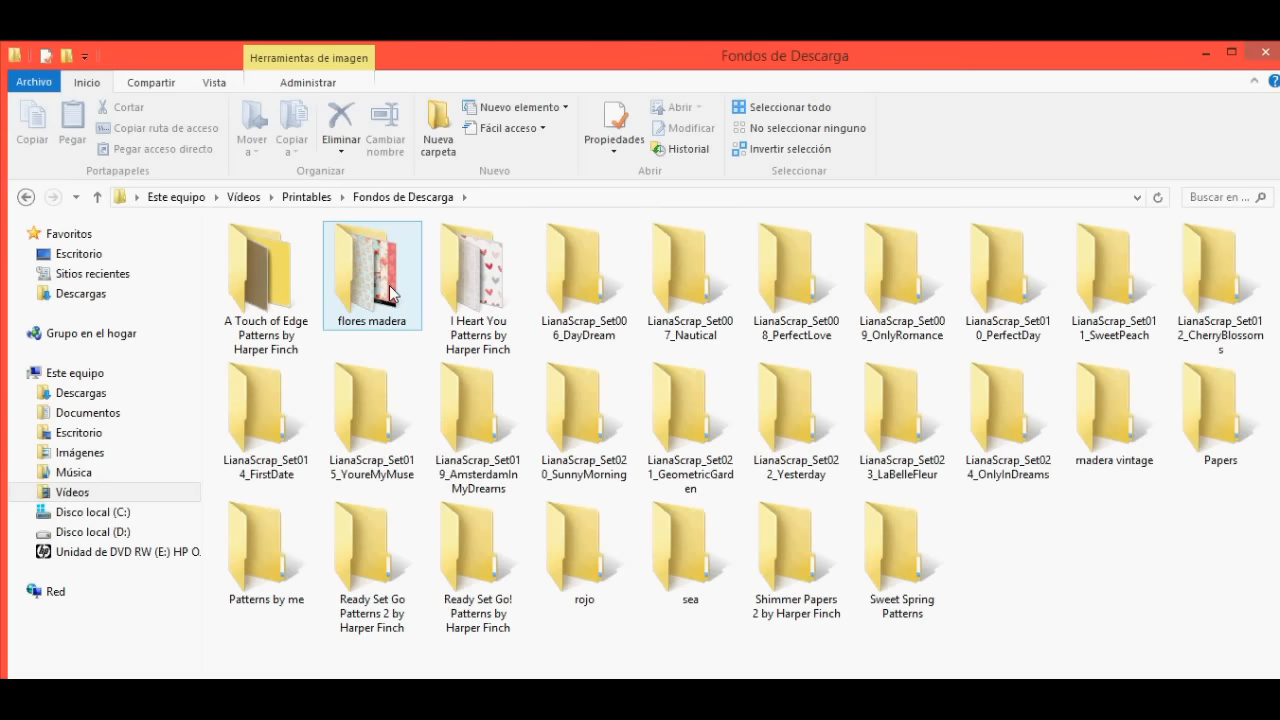 Herramientas de imagen
Fondos de Descarga
Archivo
Inicio
Compartir
Vista
Administrar
Copiar
Pegar
Cortar
Copiar ruta de acceso
Pegar acceso directo
Portapapeles
Mover
a
Copiar
a
Eliminar
Cambiar
nombre
Organizar
Nueva
carpeta
Nuevo elemento
Fácil acceso
Nuevo
Propiedades
Abrir
Modificar
Historial
Abrir
Seleccionar todo
No seleccionar ninguno
Invertir selección
Seleccionar
Este equipo
Vídeos
Printables
Fondos de Descarga
Buscar en ...
Favoritos
Escritorio
Sitios recientes
Descargas
Grupo en el hogar
Este equipo
Descargas
Documentos
Escritorio
Imágenes
Música
Vídeos
Disco local (C:)
Disco local (D:)
Unidad de DVD RW (E:) HP O.
Red
A Touch of Edge
Patterns by
Harper Finch
flores madera
I Heart You
Patterns by
Harper Finch
LianaScrap_Set00
6_DayDream
LianaScrap_Set00
7_Nautical
LianaScrap_Set00
8_PerfectLove
LianaScrap_Set00
9_OnlyRomance
LianaScrap_Set01
0_PerfectDay
LianaScrap_Set01
1_SweetPeach
LianaScrap_Set01
2_CherryBlossom
s
LianaScrap_Set01
4_FirstDate
LianaScrap_Set01
5_YoureMyMuse
LianaScrap_Set01
9_AmsterdamIn
MyDreams
LianaScrap_Set02
0_SunnyMorning
LianaScrap_Set02
1_GeometricGard
en
LianaScrap_Set02
2_Yesterday
LianaScrap_Set02
3_LaBelleFleur
LianaScrap_Set02
4_OnlyInDreams
madera vintage
Papers
Patterns by me
Ready Set Go
Patterns 2 by
Harper Finch
Ready Set Go!
Patterns by
Harper Finch
rojo
sea
Shimmer Papers
2 by Harper Finch
Sweet Spring
Patterns